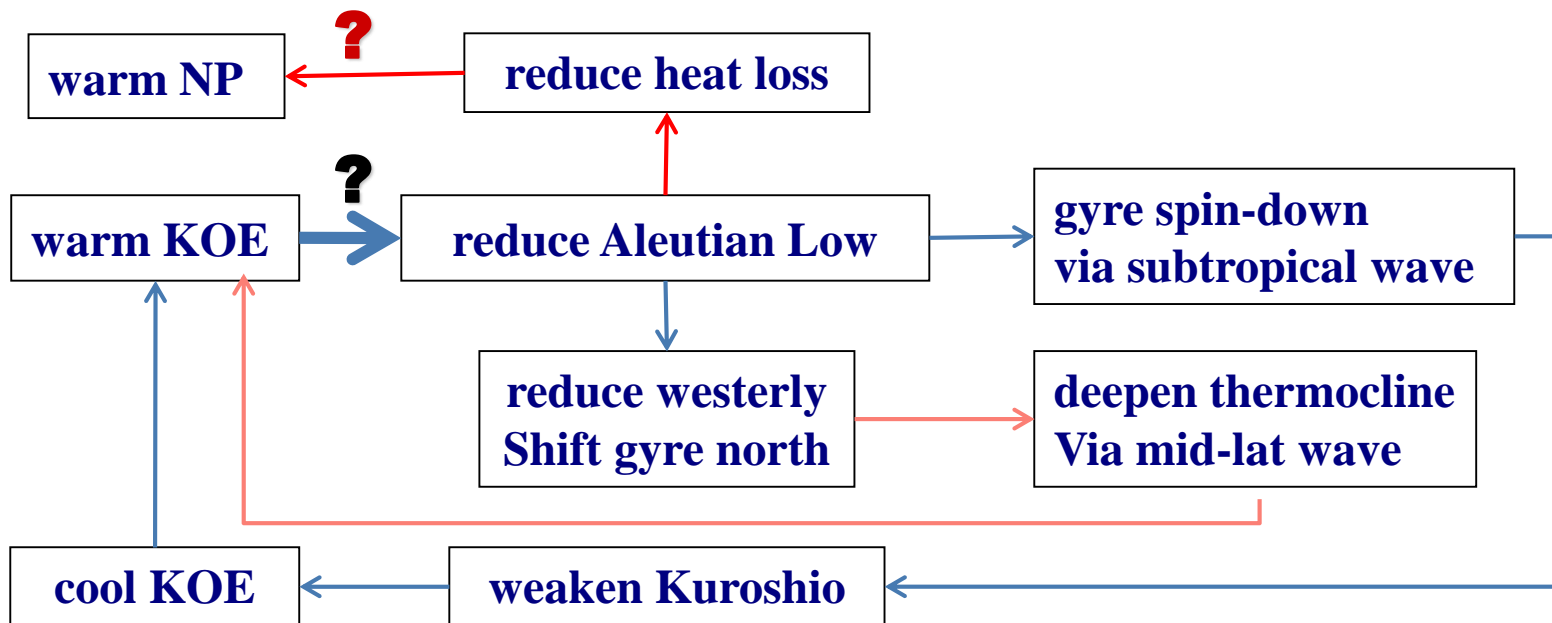 ?
warm NP
reduce heat loss
?
warm KOE
reduce Aleutian Low
gyre spin-down
via subtropical wave
reduce westerly
Shift gyre north
deepen thermocline
Via mid-lat wave
cool KOE
weaken Kuroshio